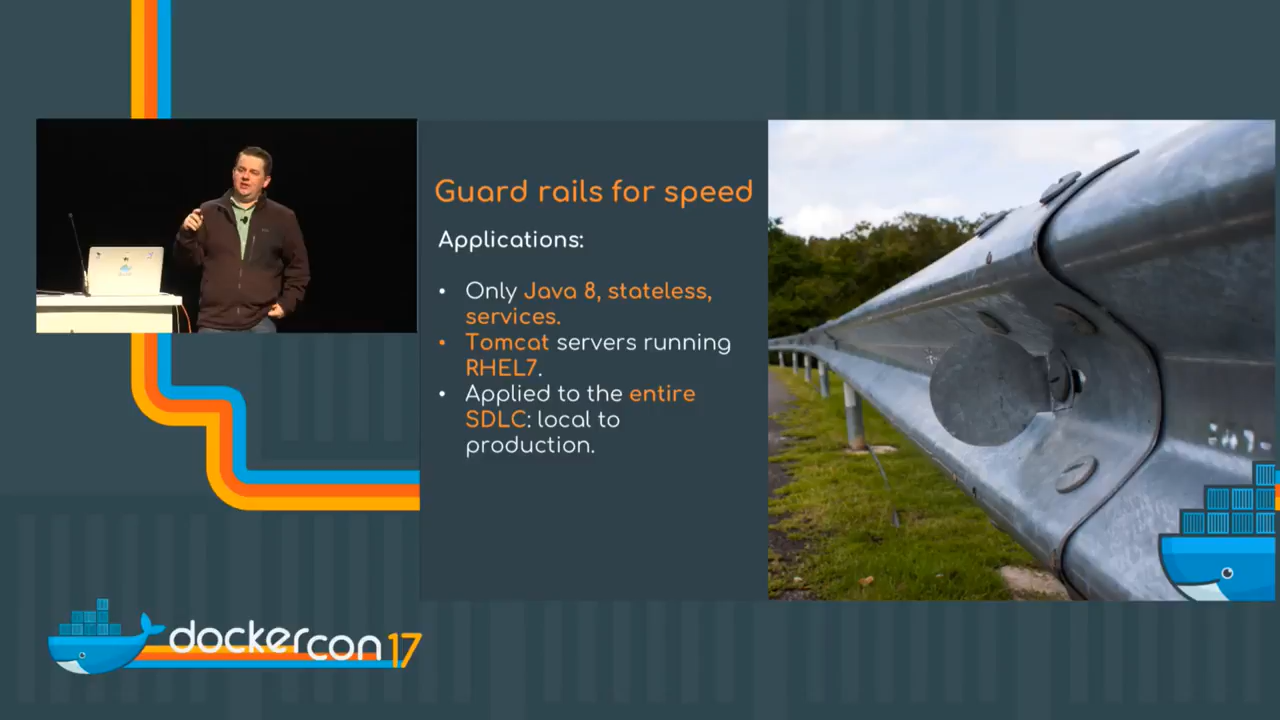 Guard rails for speed
Applications:
• Only Java 8, stateless,
services.
• Tomcat servers running
RHEL7.
• Applied to the entire
SDLC: local to
production.
dockercon17